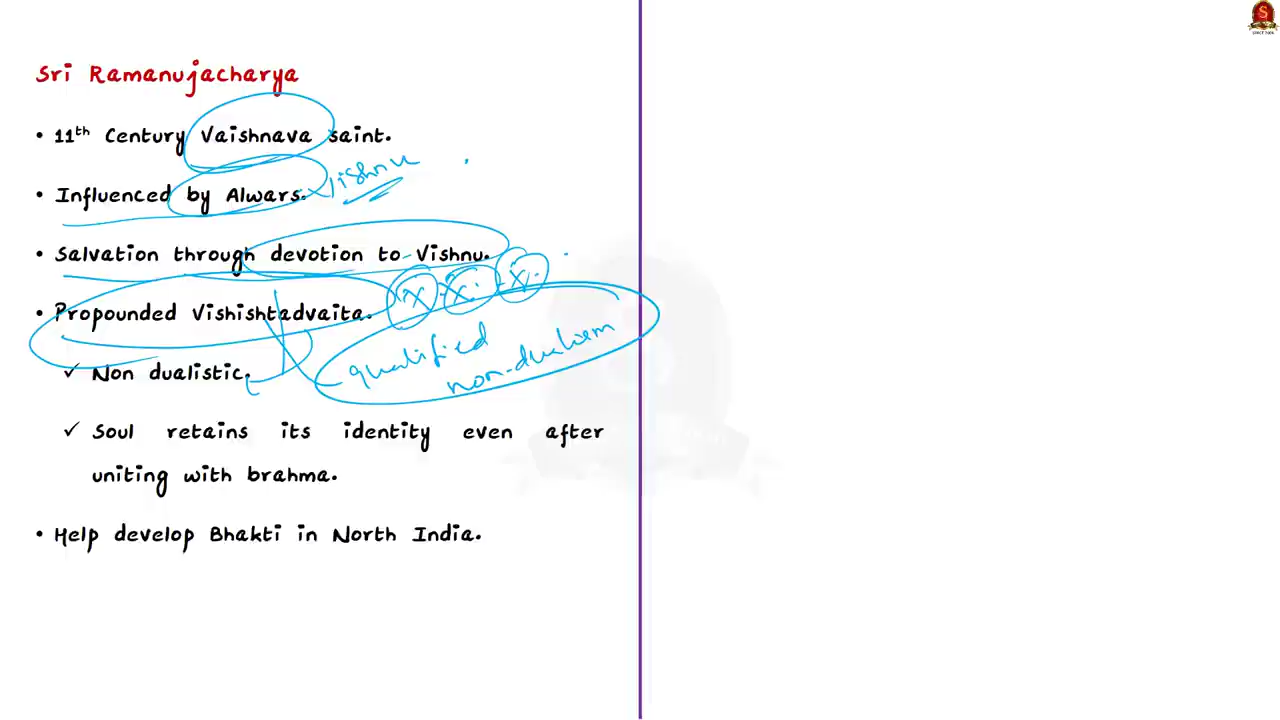 Sri Ramanujacharya
• 11th Century Vaishnava saint.
• Influenced by Alwars.
Vishnu
• Salvation through devotion to Vishnu.
• Propounded Vishishtadvaita.
qualified
non-dualism
✓ Non dualistic.
✓ Soul retains its identity even after
uniting with brahma.
• Help develop Bhakti in North India.